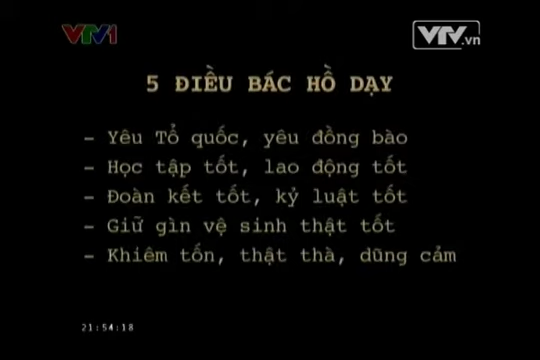 VTV1
VTV.vn
5 ĐIỀU BÁC HỒ DẠY
- Yêu Tổ quốc, yêu đồng bào
- Học tập tốt, lao động tốt
- Đoàn kết tốt, kỷ luật tốt
- Giữ gìn vệ sinh thật tốt
- Khiêm tốn, thật thà, dũng cảm
21:54:18